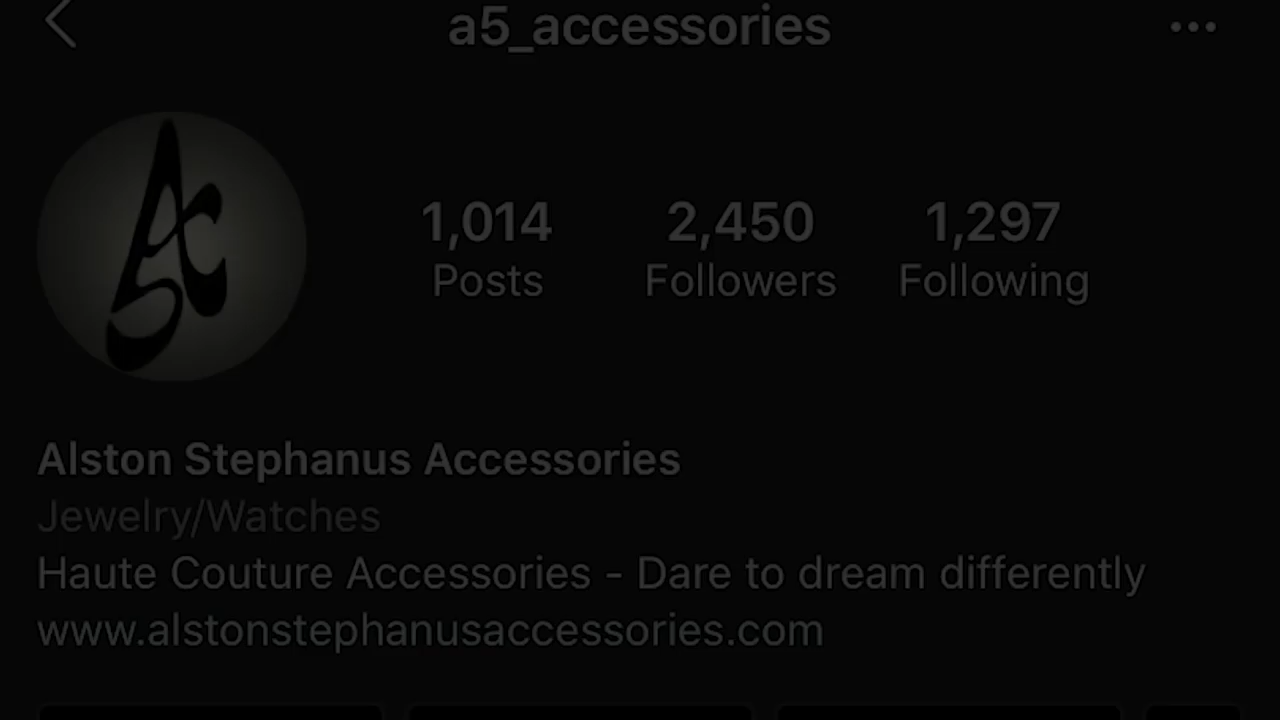 a5_accessories
1,014 2,450 1,297
Posts Followers Following
Alston Stephanus Accessories
Jewelry/Watches
Haute Couture Accessories - Dare to dream differently
www.alstonstephanusaccessories.com